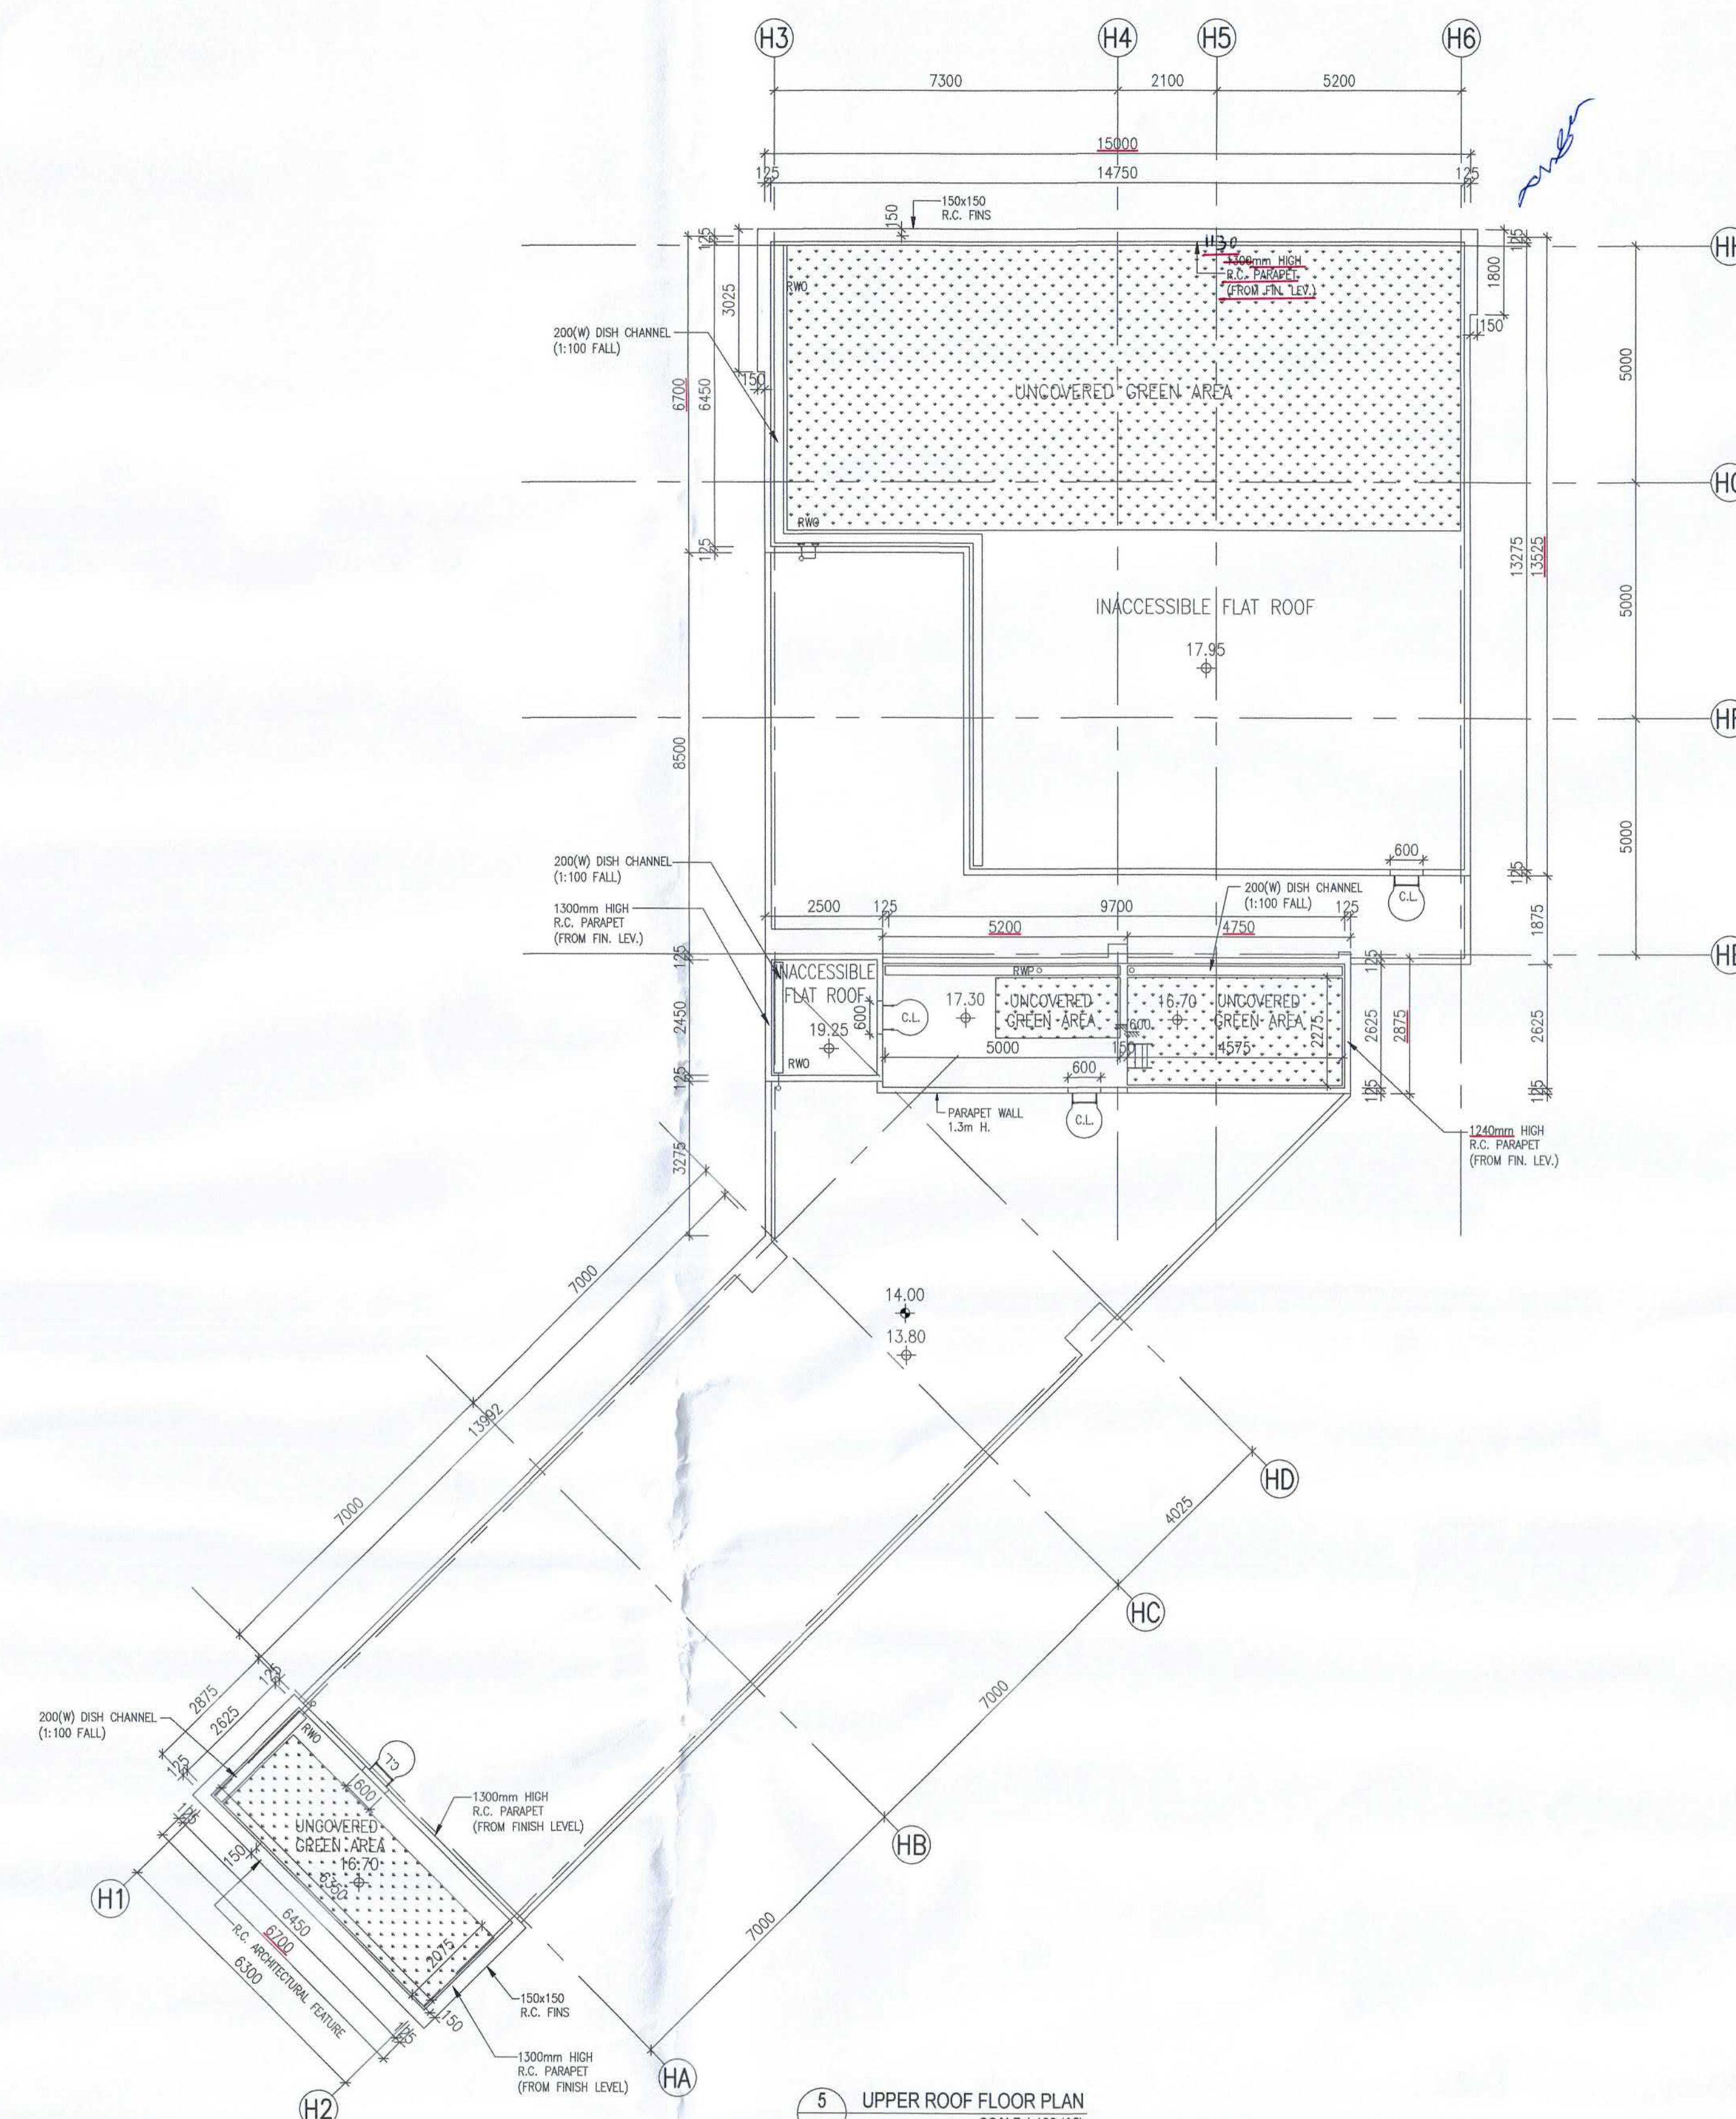 H3
H4
H5
H6
7300
2100
5200
15000
125
14750
125
150x150
R.C. FINS
150
125
125
1130
1300mm HIGH
R.C. PARAPET
(FROM FIN. LEV.)
RWO
3025
1800
150
200(W) DISH CHANNEL
(1:100 FALL)
150
6700
6450
UNCOVERED GREEN AREA
5000
RWO
125
13275
13525
INACCESSIBLE FLAT ROOF
17.95
5000
8500
5000
600
C.L.
125
200(W) DISH CHANNEL
(1:100 FALL)
200(W) DISH CHANNEL
(1:100 FALL)
1300mm HIGH
R.C. PARAPET
(FROM FIN. LEV.)
2500
125
9700
125
5200
4750
1875
125
125
INACCESSIBLE
FLAT ROOF
19.25
RWO
600
C.L.
17.30
RWP
UNCOVERED
GREEN AREA
16.70
UNCOVERED
GREEN AREA
600
2275
5000
150
4575
2450
2625
2875
2625
125
125
125
600
C.L.
PARAPET WALL
1.3m H.
1240mm HIGH
R.C. PARAPET
(FROM FIN. LEV.)
3275
7000
14.00
13.80
13992
7000
HD
4025
HC
7000
HB
7000
HA
125
2875
2625
125
200(W) DISH CHANNEL
(1:100 FALL)
RWO
C.L.
600
1300mm HIGH
R.C. PARAPET
(FROM FINISH LEVEL)
125
UNCOVERED
GREEN AREA
16.70
150
6350
H1
6450
6700
R.C. ARCHITECTURAL FEATURE
6300
2075
150x150
R.C. FINS
150
125
1300mm HIGH
R.C. PARAPET
(FROM FINISH LEVEL)
H2
5
UPPER ROOF FLOOR PLAN